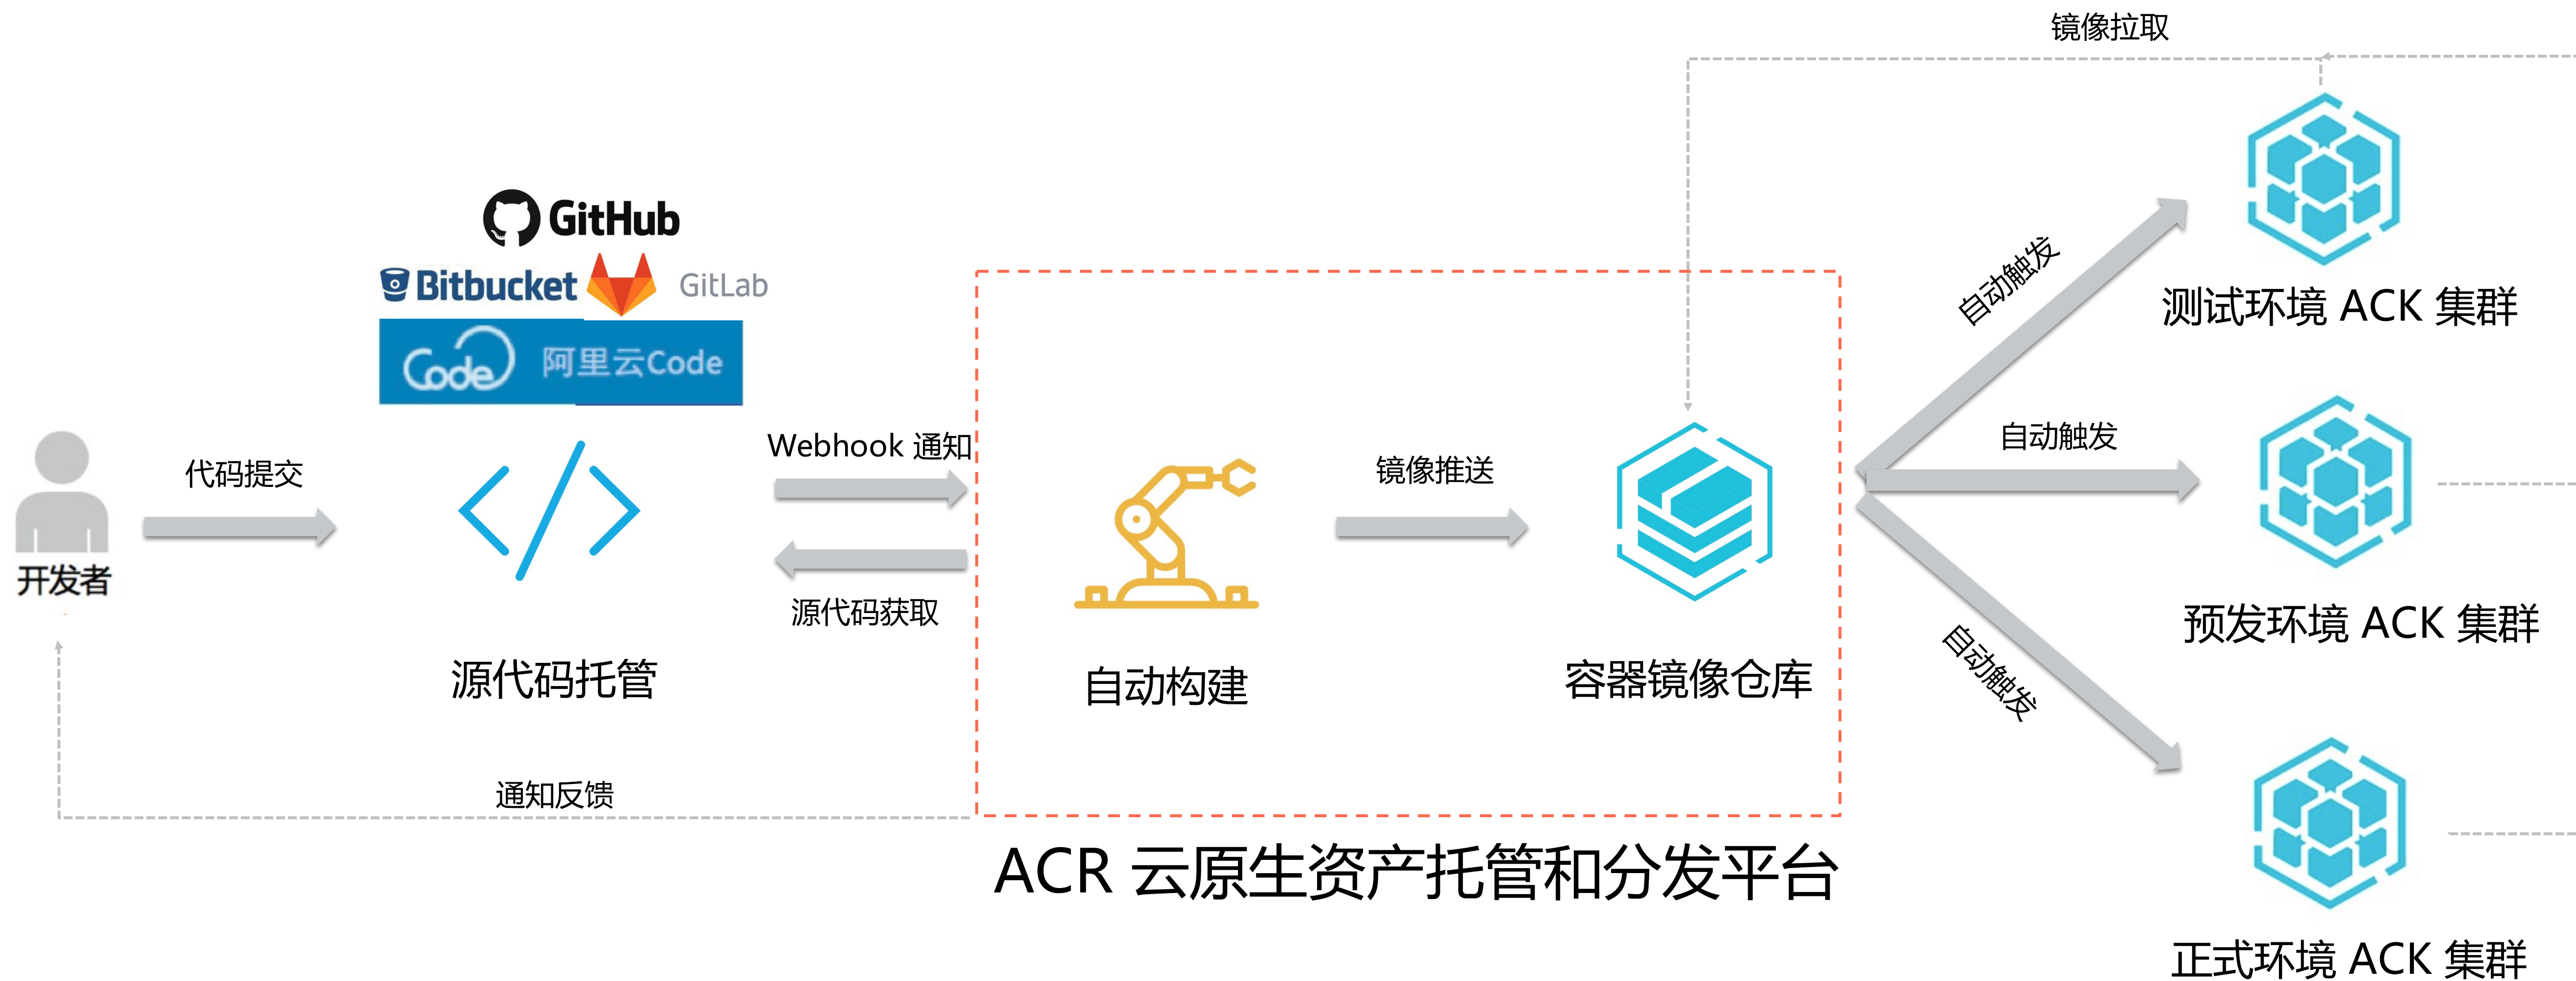 镜像拉取
GitHub
Bitbucket
GitLab
Code
阿里云Code
开发者
代码提交
源代码托管
Webhook 通知
源代码获取
通知反馈
自动构建
镜像推送
容器镜像仓库
ACR 云原生资产托管和分发平台
自动触发
测试环境 ACK 集群
自动触发
预发环境 ACK 集群
自动触发
正式环境 ACK 集群